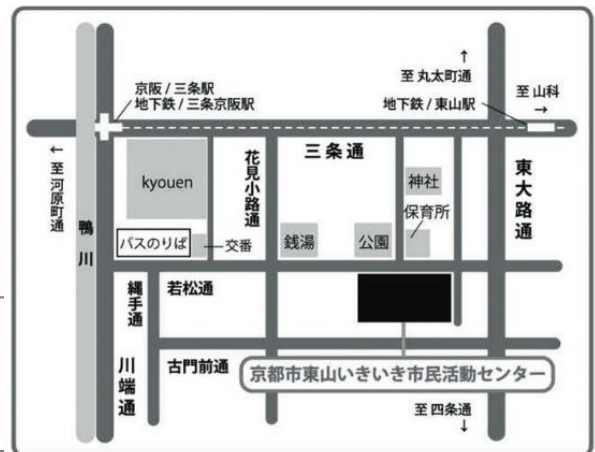 ↑
至 丸太町通
京阪 / 三条駅
地下鉄 / 三条京阪駅
地下鉄 / 東山駅
至 山科
→
三条通
←
至 河原町通
鴨川
kyouen
花見小路通
神社
保育所
東大路通
バスのりば
交番
銭湯
公園
縄手通
若松通
川端通
古門前通
京都市東山いきいき市民活動センター
至 四条通
↓